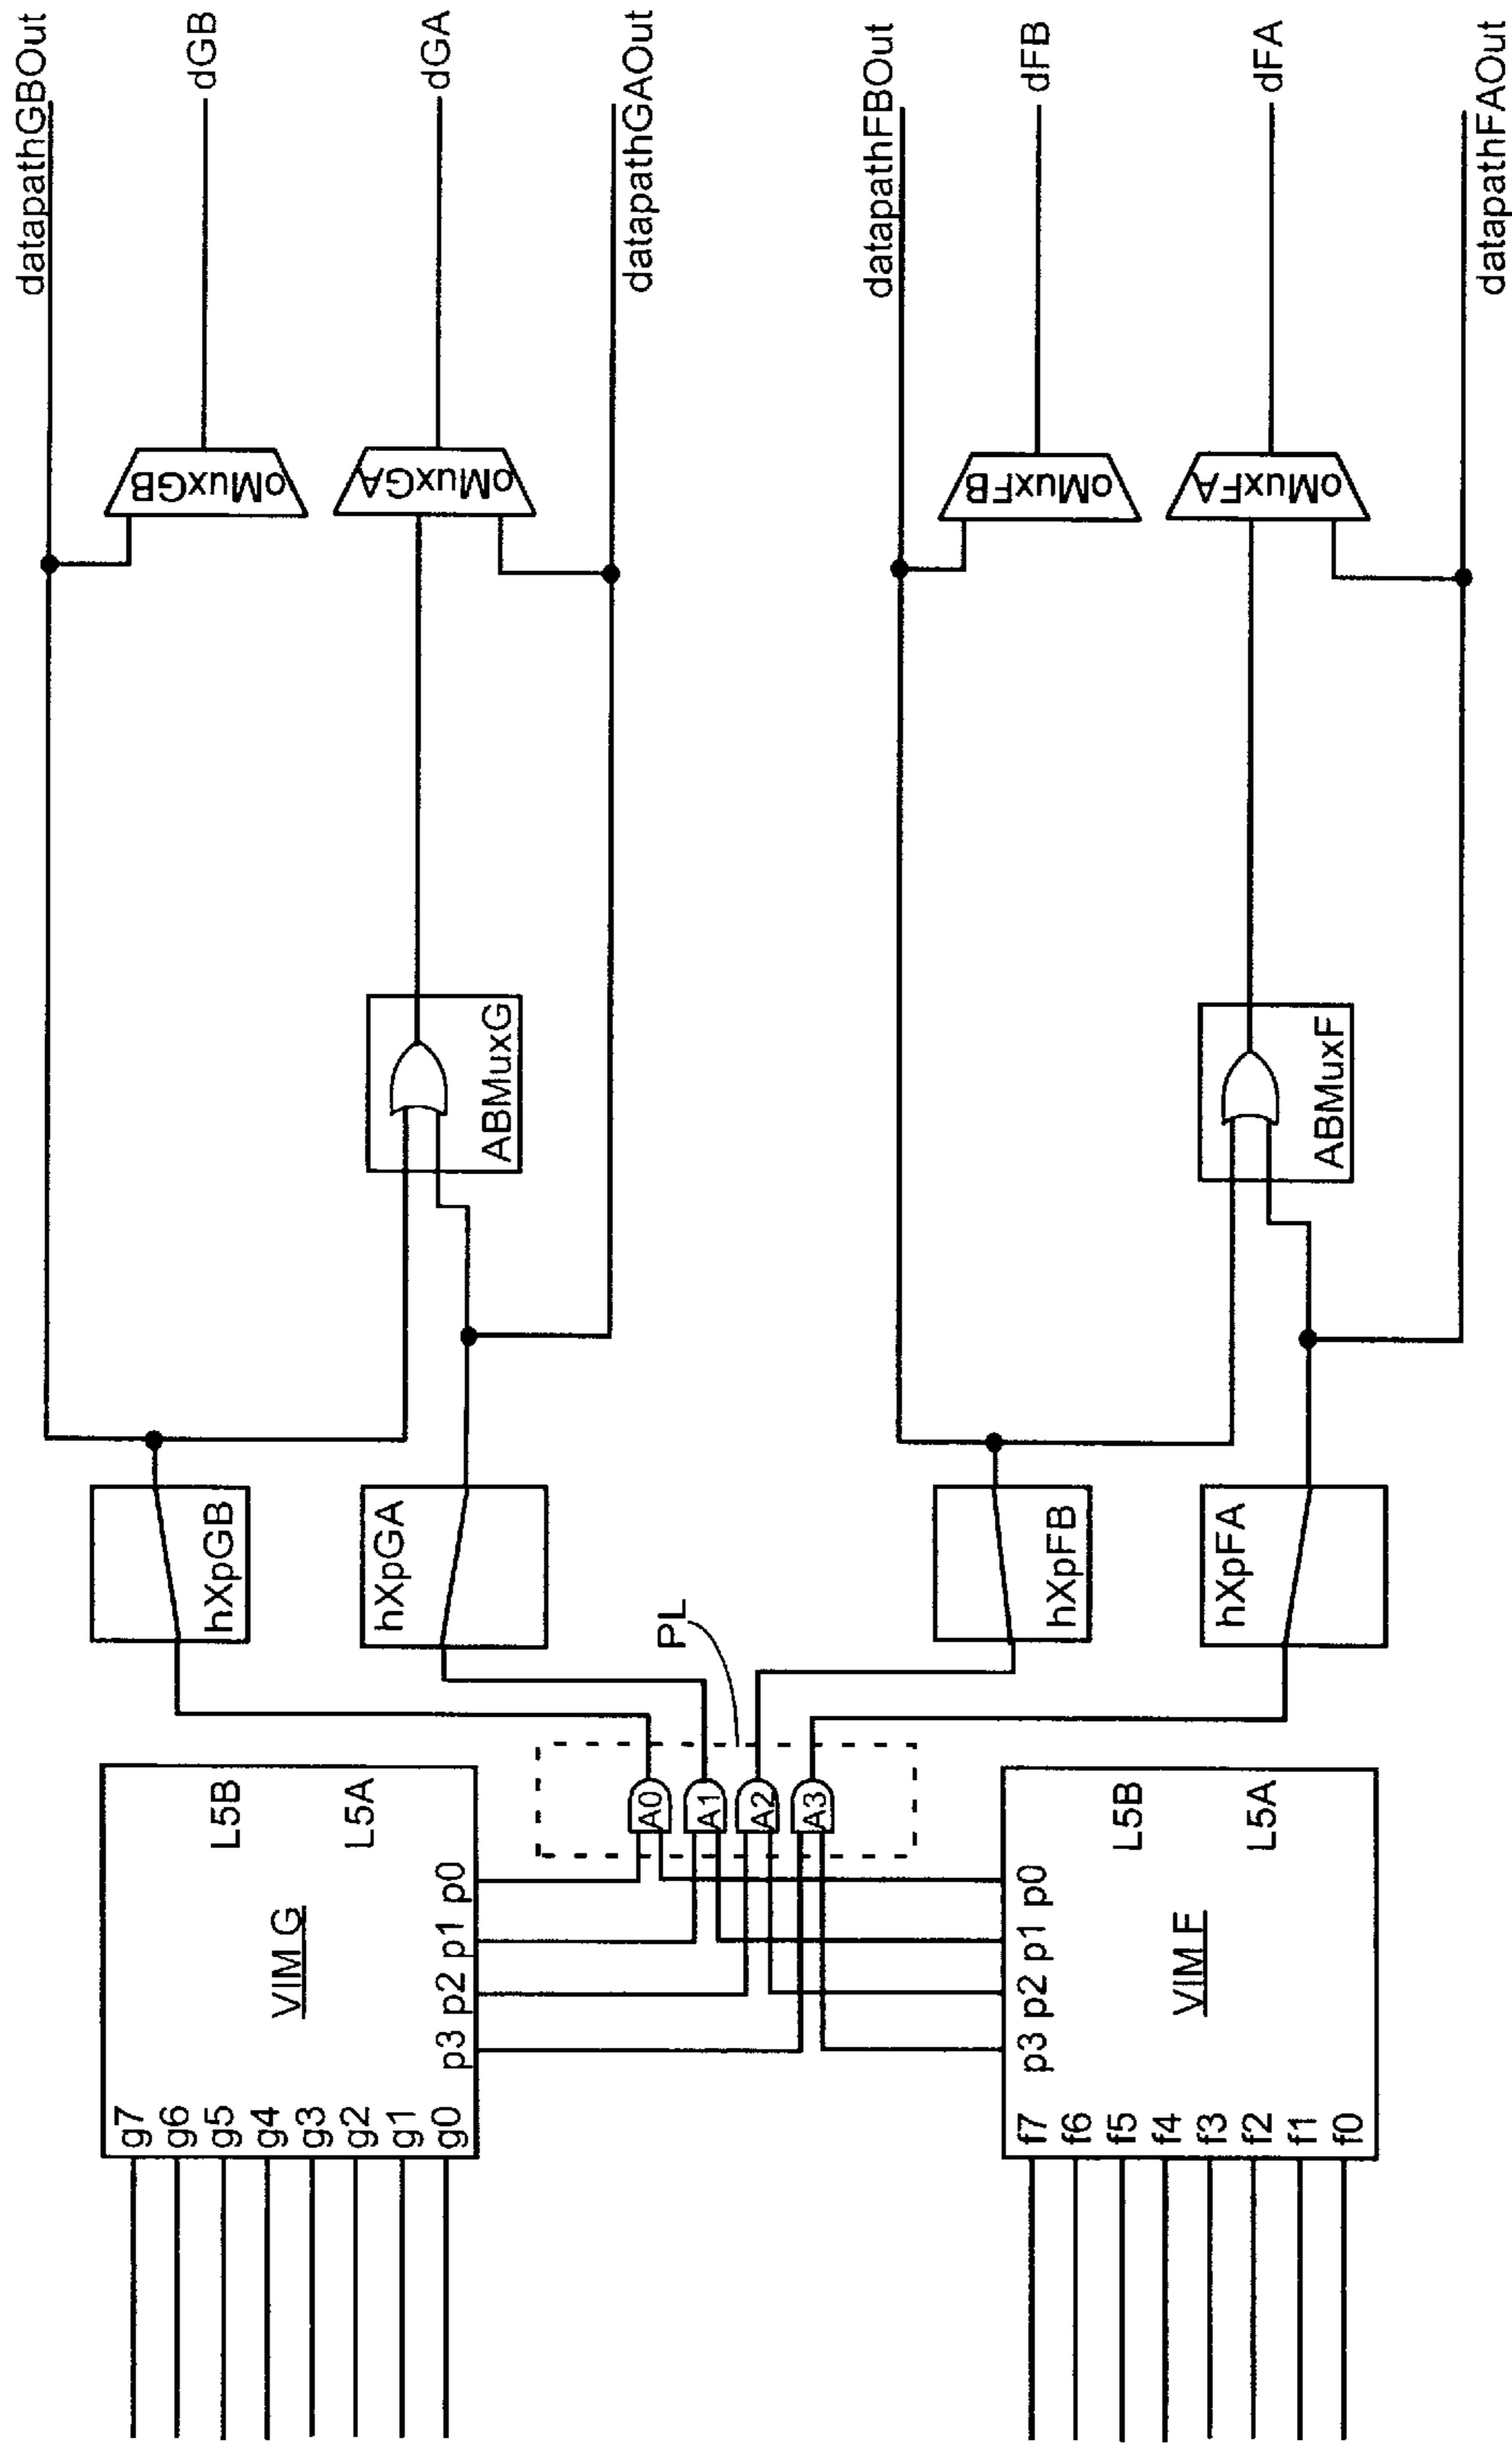 datapathGBOut
dGB
dGA
datapathGAOut
datapathFBOut
dFB
dFA
datapathFAOut
oMuxGB
oMuxGA
oMuxFB
oMuxFA
ABMuxG
ABMuxF
hXpGB
hXpGA
hXpFB
hXpFA
PL
A0
A1
A2
A3
L5B
L5A
VIM G
p3 p2 p1 p0
g7
g6
g5
g4
g3
g2
g1
g0
L5B
L5A
VIM F
p3 p2 p1 p0
f7
f6
f5
f4
f3
f2
f1
f0